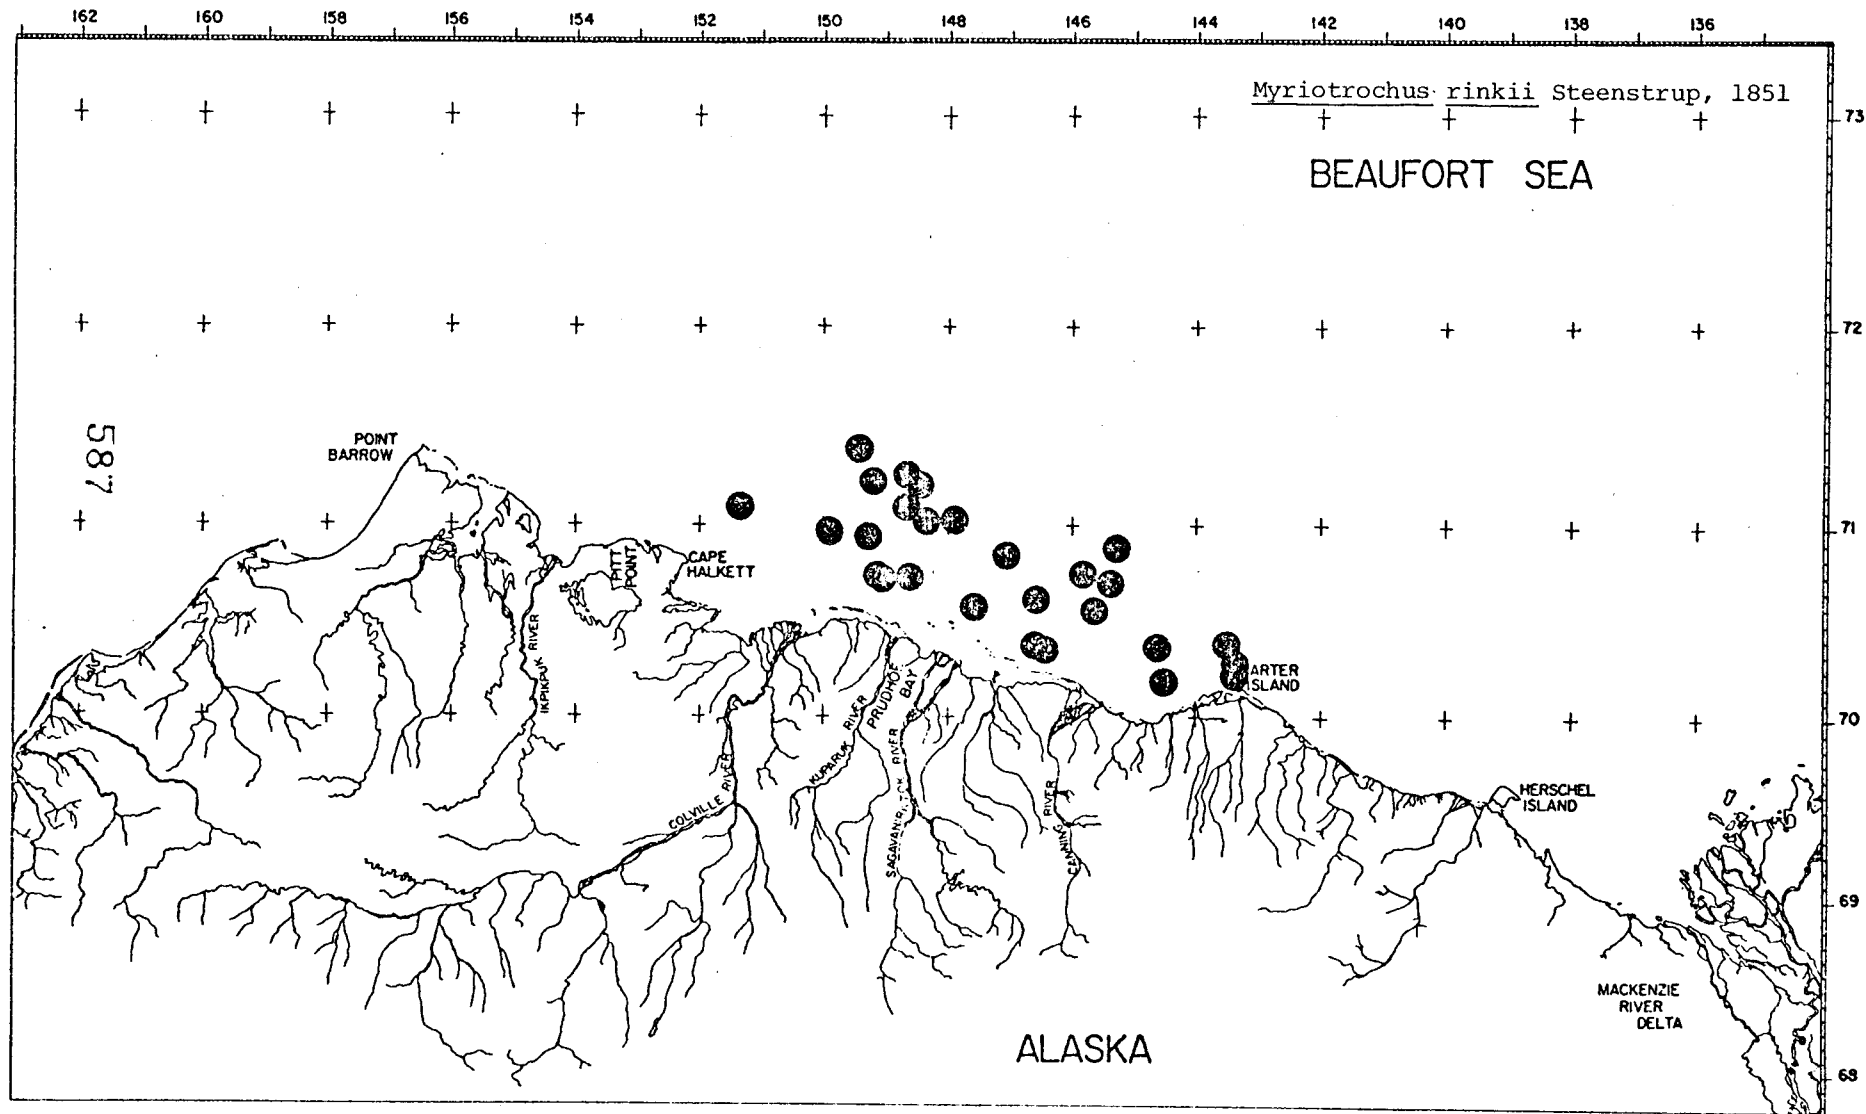 162 160 158 156 154 152 150 148 146 144 142 140 138 136
Myriotrochus rinkii Steenstrup, 1851
73
BEAUFORT SEA
72
587
POINT
BARROW
71
PITT
POINT
CAPE
HALKETT
IKPIKPUK RIVER
ARTER
ISLAND
PRUDHOE
BAY
70
KUPARUK RIVER
COLVILLE RIVER
SAGAVANIRKTOK RIVER
CANNING RIVER
HERSCHEL
ISLAND
69
MACKENZIE
RIVER
DELTA
ALASKA
68